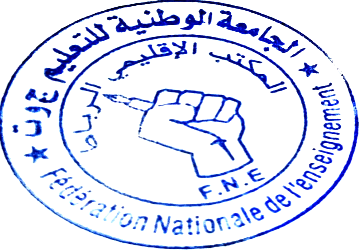 الجامعة الوطنية للتعليم
المكتب الإقليمي
F.N.E
Fédération Nationale de l'enseignement